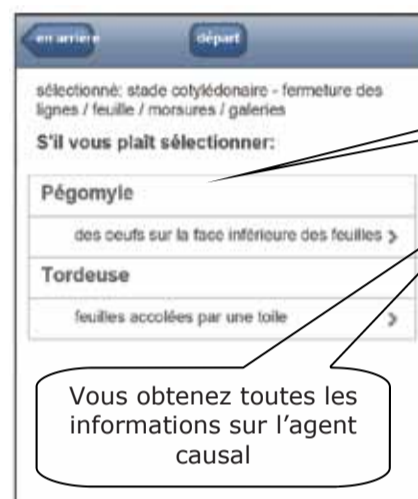 en arrière
départ
sélectionné: stade cotylédonaire - fermeture des
lignes / feuille / morsures / galeries
S'il vous plaît sélectionner:
Pégomyie
des oeufs sur la face inférieure des feuilles
Tordeuse
feuilles accolées par une toile
Vous obtenez toutes les
informations sur l'agent
causal